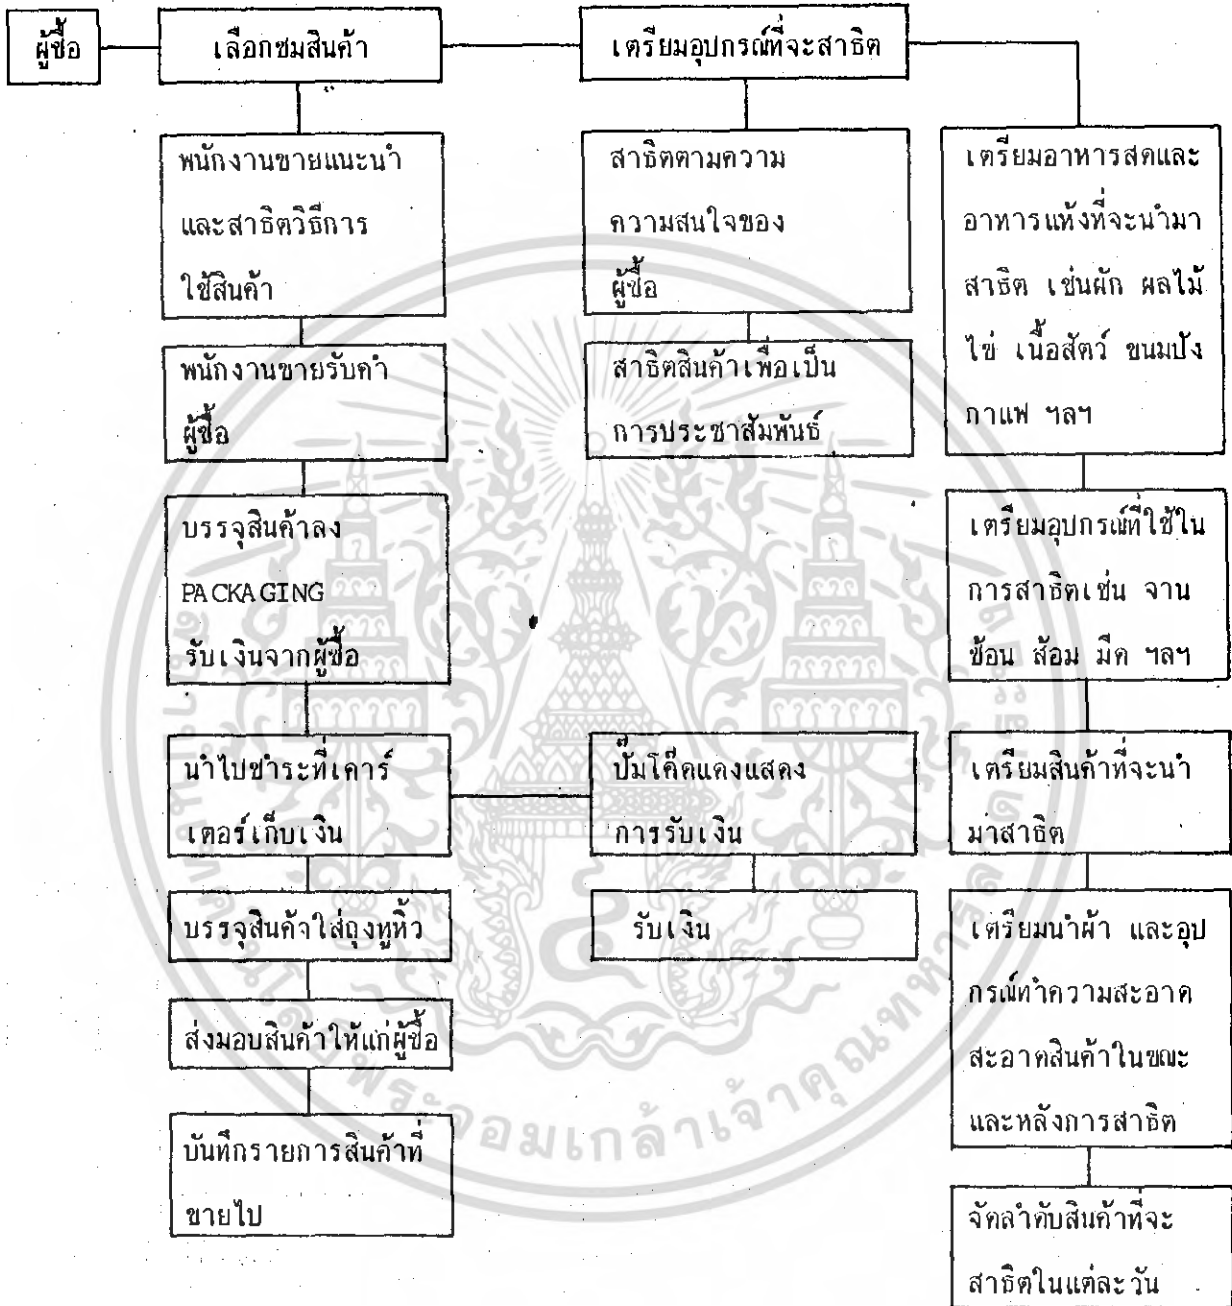 ผู้ซื้อ
เลือกชมสินค้า
เตรียมอุปกรณ์ที่จะสาธิต
พนักงานขายแนะนำ
และสาธิตวิธีการ
ใช้สินค้า
พนักงานขายรับคำ
ผู้ซื้อ
บรรจุสินค้าลง
PACKAGING
รับเงินจากผู้ซื้อ
นำไปชำระที่เคาร์
เตอร์เก็บเงิน
บรรจุสินค้าใส่ถุงหูหิ้ว
ส่งมอบสินค้าให้แก่ผู้ซื้อ
บันทึกรายการสินค้าที่
ขายไป
สาธิตตามความ
ความสนใจของ
ผู้ซื้อ
สาธิตสินค้าเพื่อเป็น
การประชาสัมพันธ์
ปั๊มโค๊ดแดงแสดง
การรับเงิน
รับเงิน
เตรียมอาหารสดและ
อาหารแห้งที่จะนำมา
สาธิต เช่นผัก ผลไม้
ไข่ เนื้อสัตว์ ขนมปัง
กาแฟ ฯลฯ
เตรียมอุปกรณ์ที่ใช้ใน
การสาธิตเช่น จาน
ช้อน ส้อม มีด ฯลฯ
เตรียมสินค้าที่จะนำ
มาสาธิต
เตรียมนำผ้า และอุป
กรณ์ทำความสะอาด
สะอาดสินค้าในขณะ
และหลังการสาธิต
จัดลำดับสินค้าที่จะ
สาธิตในแต่ละวัน
พระจอมเกล้าเจ้าคุณทหาร